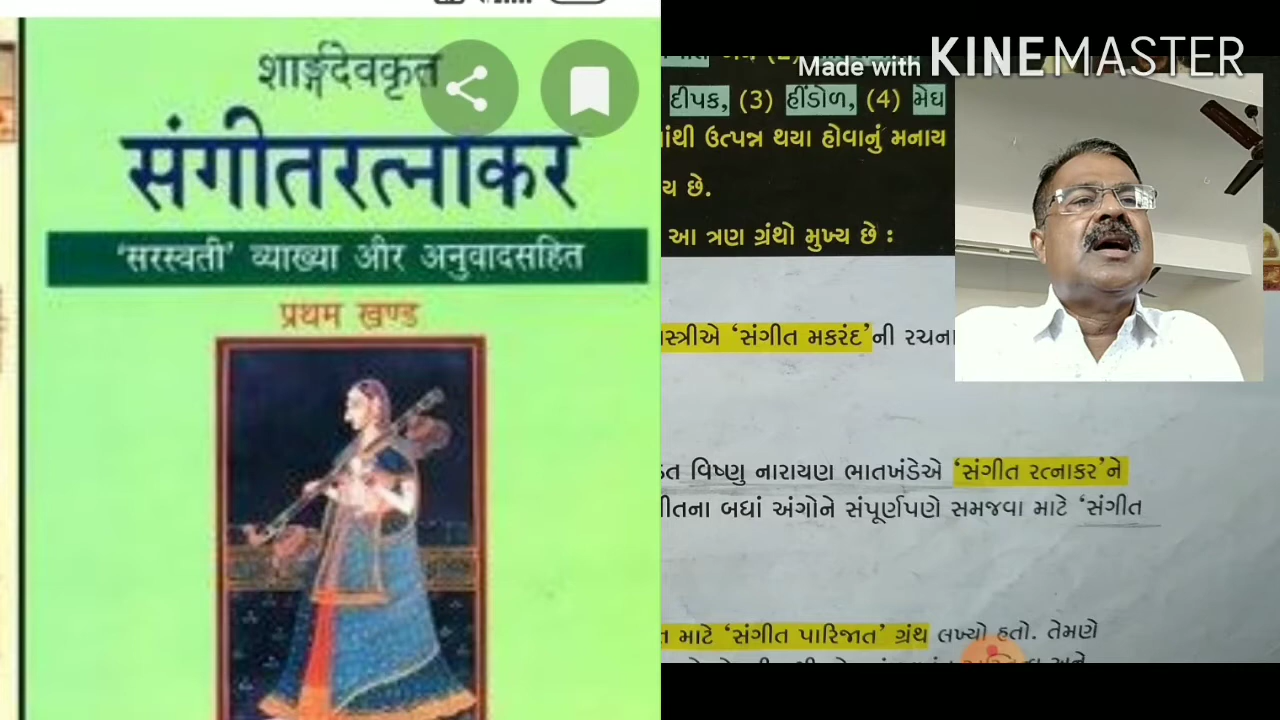 शार्ङ्गदेवकृत
संगीतरत्नाकर
'सरस्वती' व्याख्या और अनुवादसहित
प्रथम खण्ड
Made with KINEMASTER
દીપક, (3) હીંડોળ, (4) મેઘ
ઉત્પન્ન થયા હોવાનું મનાય
છે.
આ ત્રણ ગ્રંથો મુખ્ય છે :
'સંગીત મકરંદ'ની રચના
વિષ્ણુ નારાયણ ભાતખંડેએ 'સંગીત રત્નાકર'ને
બધાં અંગોને સંપૂર્ણપણે સમજવા માટે 'સંગીત
માટે 'સંગીત પારિજાત' ગ્રંથ લખ્યો હતો. તેમણે